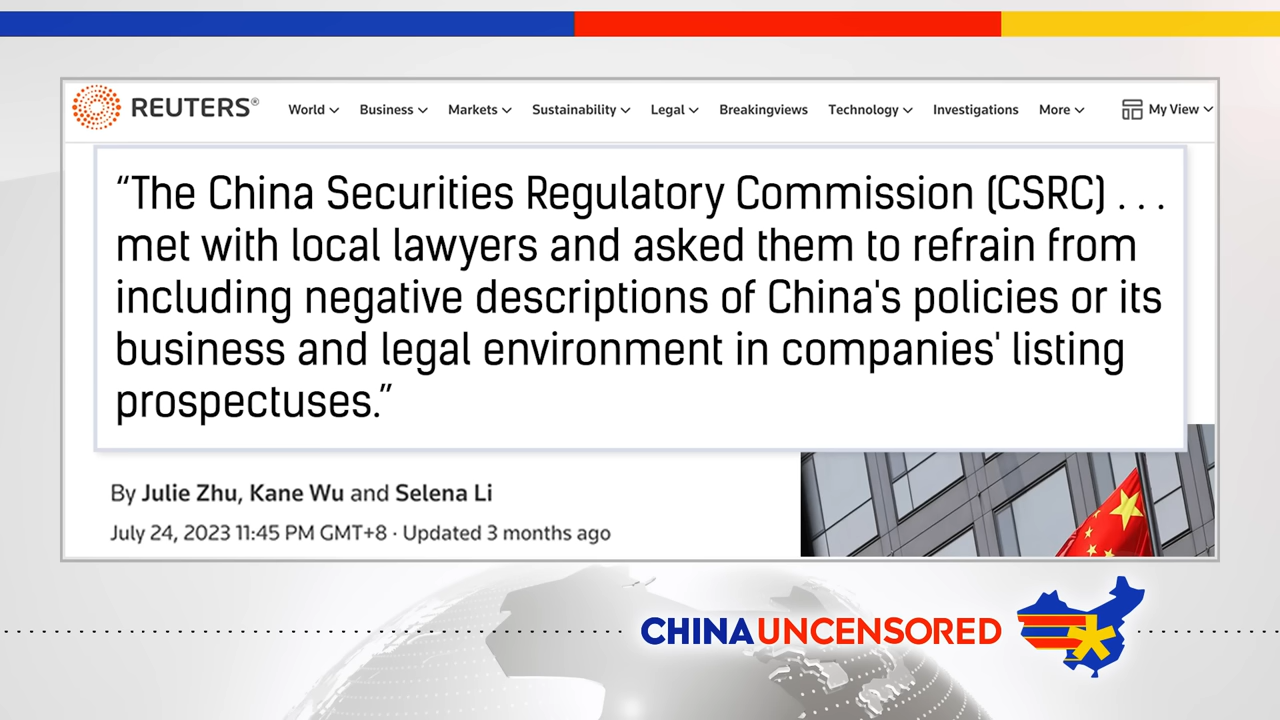 REUTERS®
World Business Markets Sustainability Legal Breakingviews Technology Investigations More My View
“The China Securities Regulatory Commission (CSRC) . . .
met with local lawyers and asked them to refrain from
including negative descriptions of China's policies or its
business and legal environment in companies' listing
prospectuses.”
By Julie Zhu, Kane Wu and Selena Li
July 24, 2023 11:45 PM GMT+8 · Updated 3 months ago
CHINAUNCENSORED